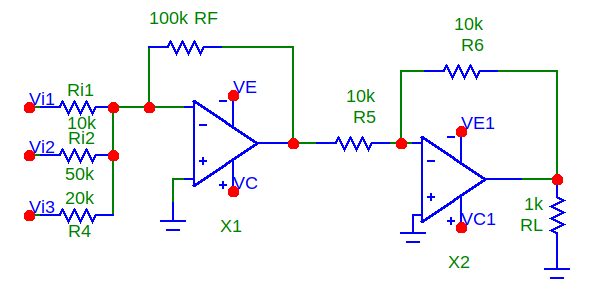 100k RF
10k
R6
Ri1
VE
Vi1
10k
R5
10k
VE1
Ri2
Vi2
50k
VC
20k
Vi3
1k
R4
X1
VC1
RL
X2